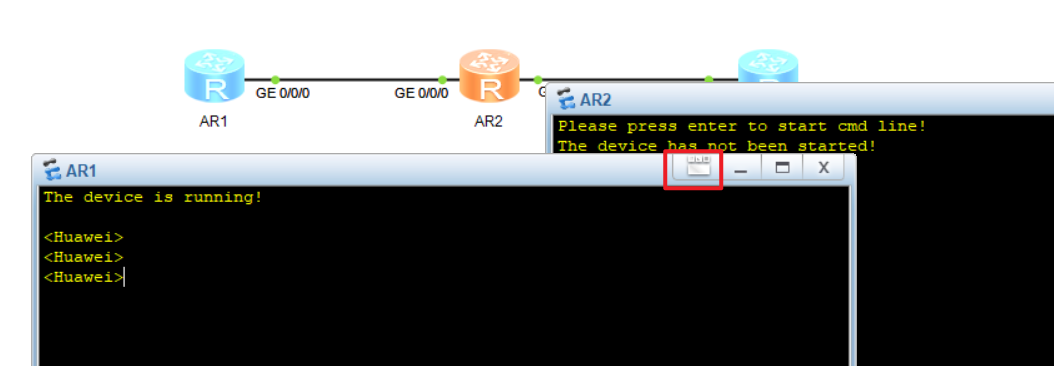 R
R
GE 0/0/0
GE 0/0/0
AR1
AR2
AR2
Please press enter to start cmd line!
The device has not been started!
AR1
The device is running!
<Huawei>
<Huawei>
<Huawei>